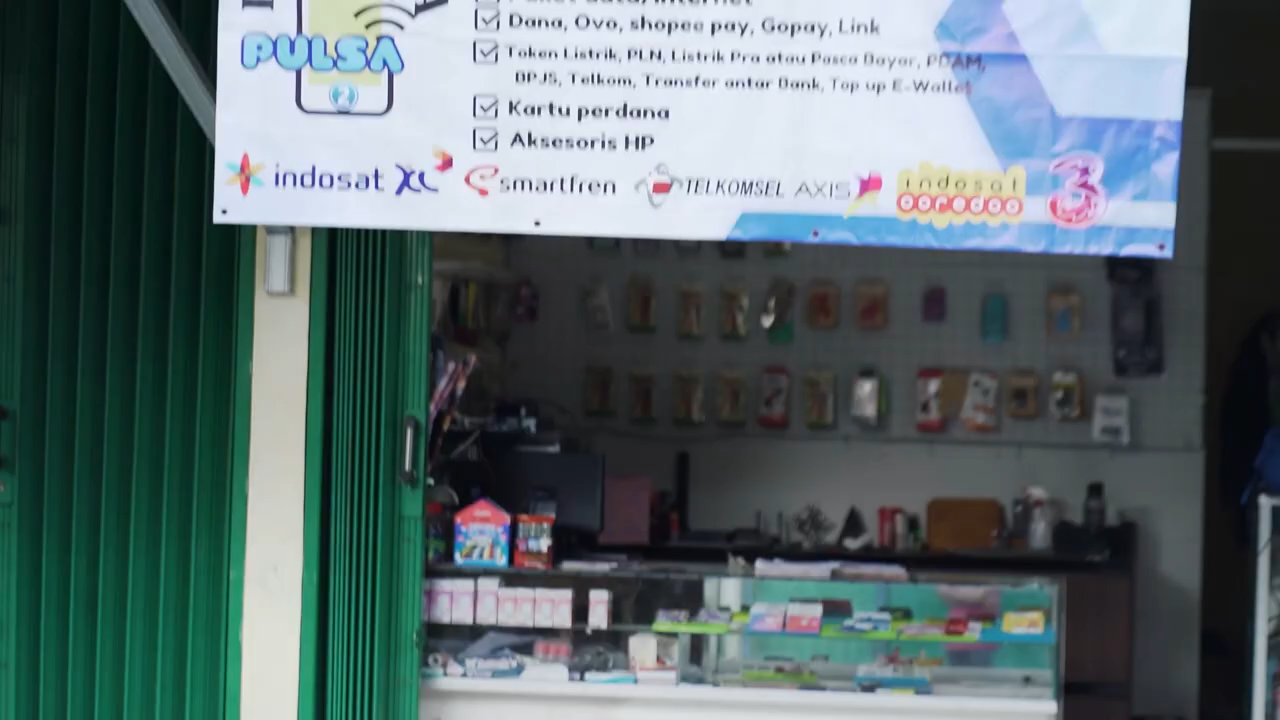 Dana, Ovo, shopee pay, Gopay, Link
PULSA
Token Listrik, PLN, Listrik Pra atau Pasca Bayar, PDAM,
BPJS, Telkom, Transfer antar Bank, Top up E-Wallet
2
Kartu perdana
Aksesoris HP
indosat XL smartfren TELKOMSEL AXIS indosat
ooredoo
3